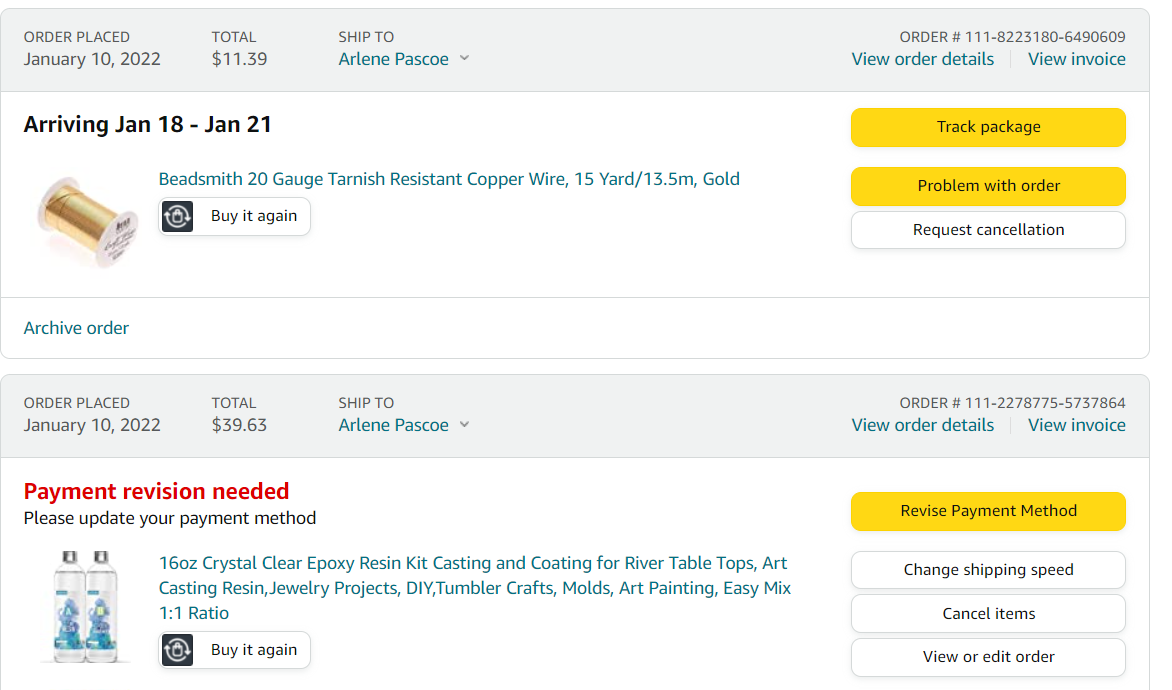 ORDER PLACED TOTAL SHIP TO ORDER # 111-8223180-6490609
January 10, 2022 $11.39 Arlene Pascoe View order details View invoice
Arriving Jan 18 - Jan 21
Track package
Beadsmith 20 Gauge Tarnish Resistant Copper Wire, 15 Yard/13.5m, Gold
Buy it again
Problem with order
Request cancellation
Archive order
ORDER PLACED TOTAL SHIP TO ORDER # 111-2278775-5737864
January 10, 2022 $39.63 Arlene Pascoe View order details View invoice
Payment revision needed
Please update your payment method
Revise Payment Method
16oz Crystal Clear Epoxy Resin Kit Casting and Coating for River Table Tops, Art
Casting Resin,Jewelry Projects, DIY,Tumbler Crafts, Molds, Art Painting, Easy Mix
1:1 Ratio
Buy it again
Change shipping speed
Cancel items
View or edit order